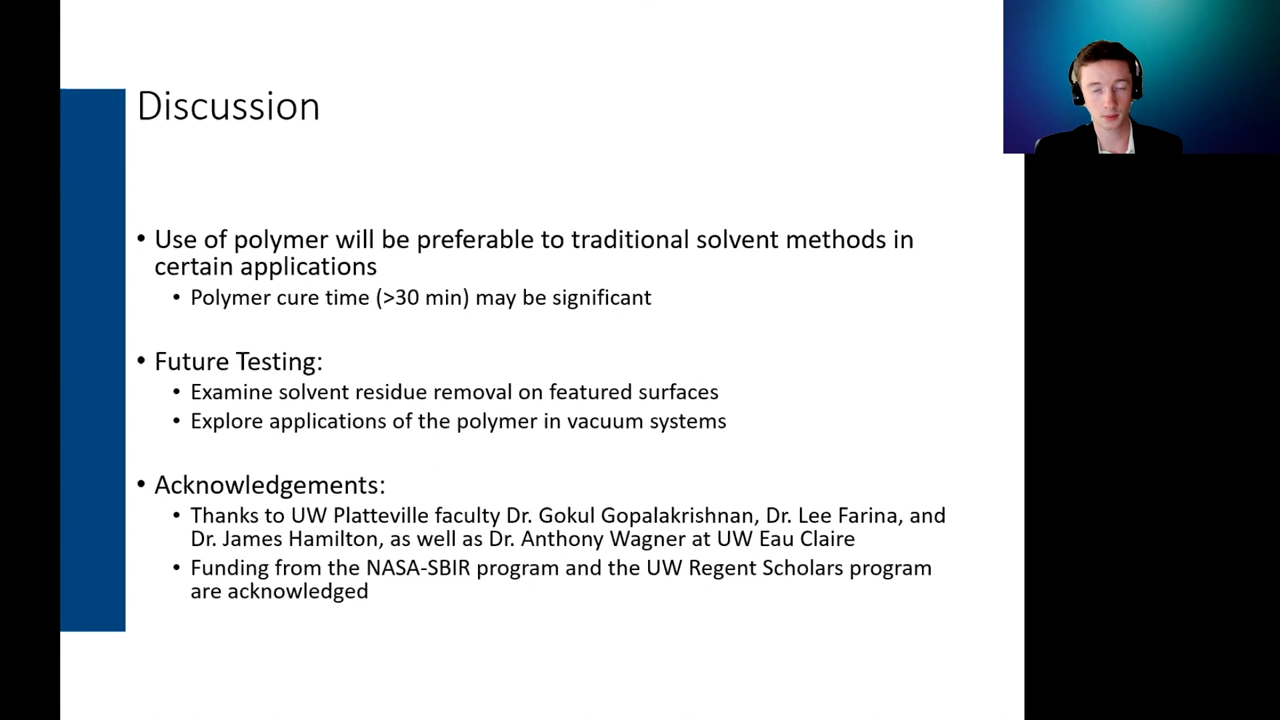 Discussion
• Use of polymer will be preferable to traditional solvent methods in
certain applications
• Polymer cure time (>30 min) may be significant
• Future Testing:
• Examine solvent residue removal on featured surfaces
• Explore applications of the polymer in vacuum systems
• Acknowledgements:
• Thanks to UW Platteville faculty Dr. Gokul Gopalakrishnan, Dr. Lee Farina, and
Dr. James Hamilton, as well as Dr. Anthony Wagner at UW Eau Claire
• Funding from the NASA-SBIR program and the UW Regent Scholars program
are acknowledged